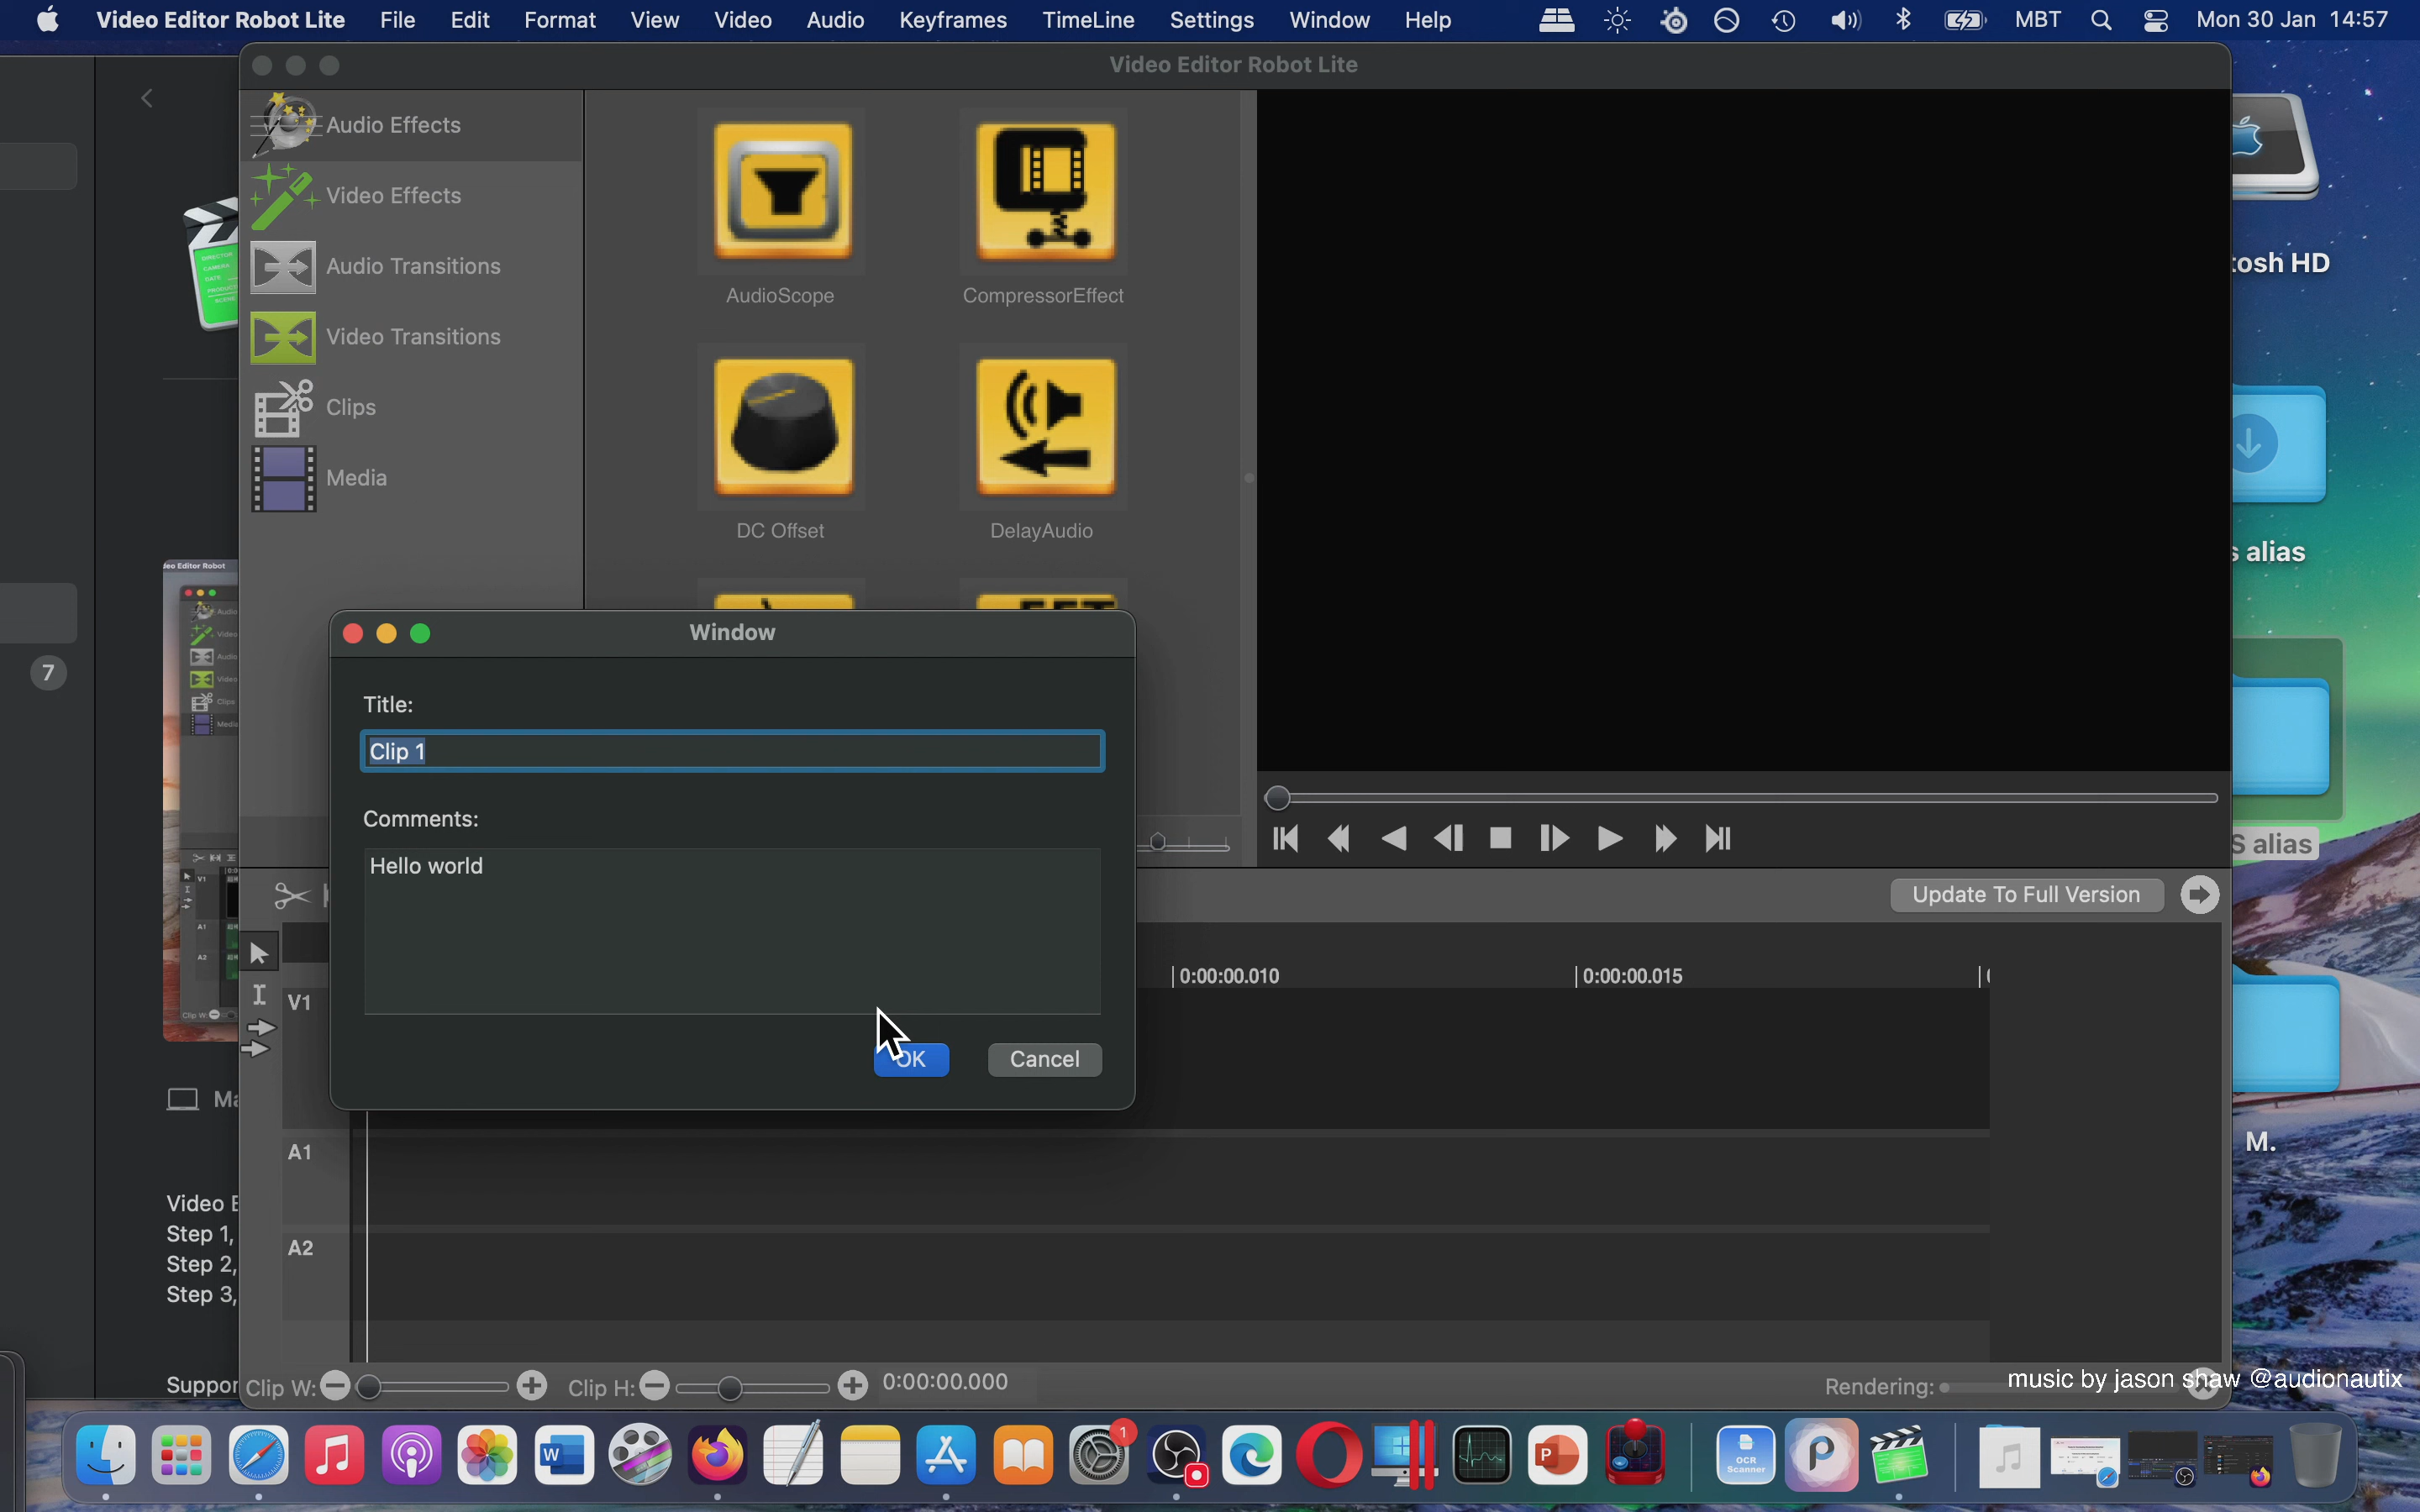 Video Editor Robot Lite File Edit Format View Video Audio Keyframes TimeLine Settings Window Help MBT Mon 30 Jan 14:57
Video Editor Robot Lite
Audio Effects
Video Effects
Audio Transitions
Video Transitions
Clips
Media
AudioScope
CompressorEffect
DC Offset
DelayAudio
tosh HD
s alias
S alias
M.
7
Window
Title:
Clip 1
Comments:
Hello world
OK
Cancel
Update To Full Version
0:00:00.010
0:00:00.015
V1
A1
A2
Ma
Video E
Step 1,
Step 2,
Step 3,
Suppor
Clip W:
Clip H:
0:00:00.000
Rendering:
music by jason shaw @audionautix
1
W
P
OCR
Scanner